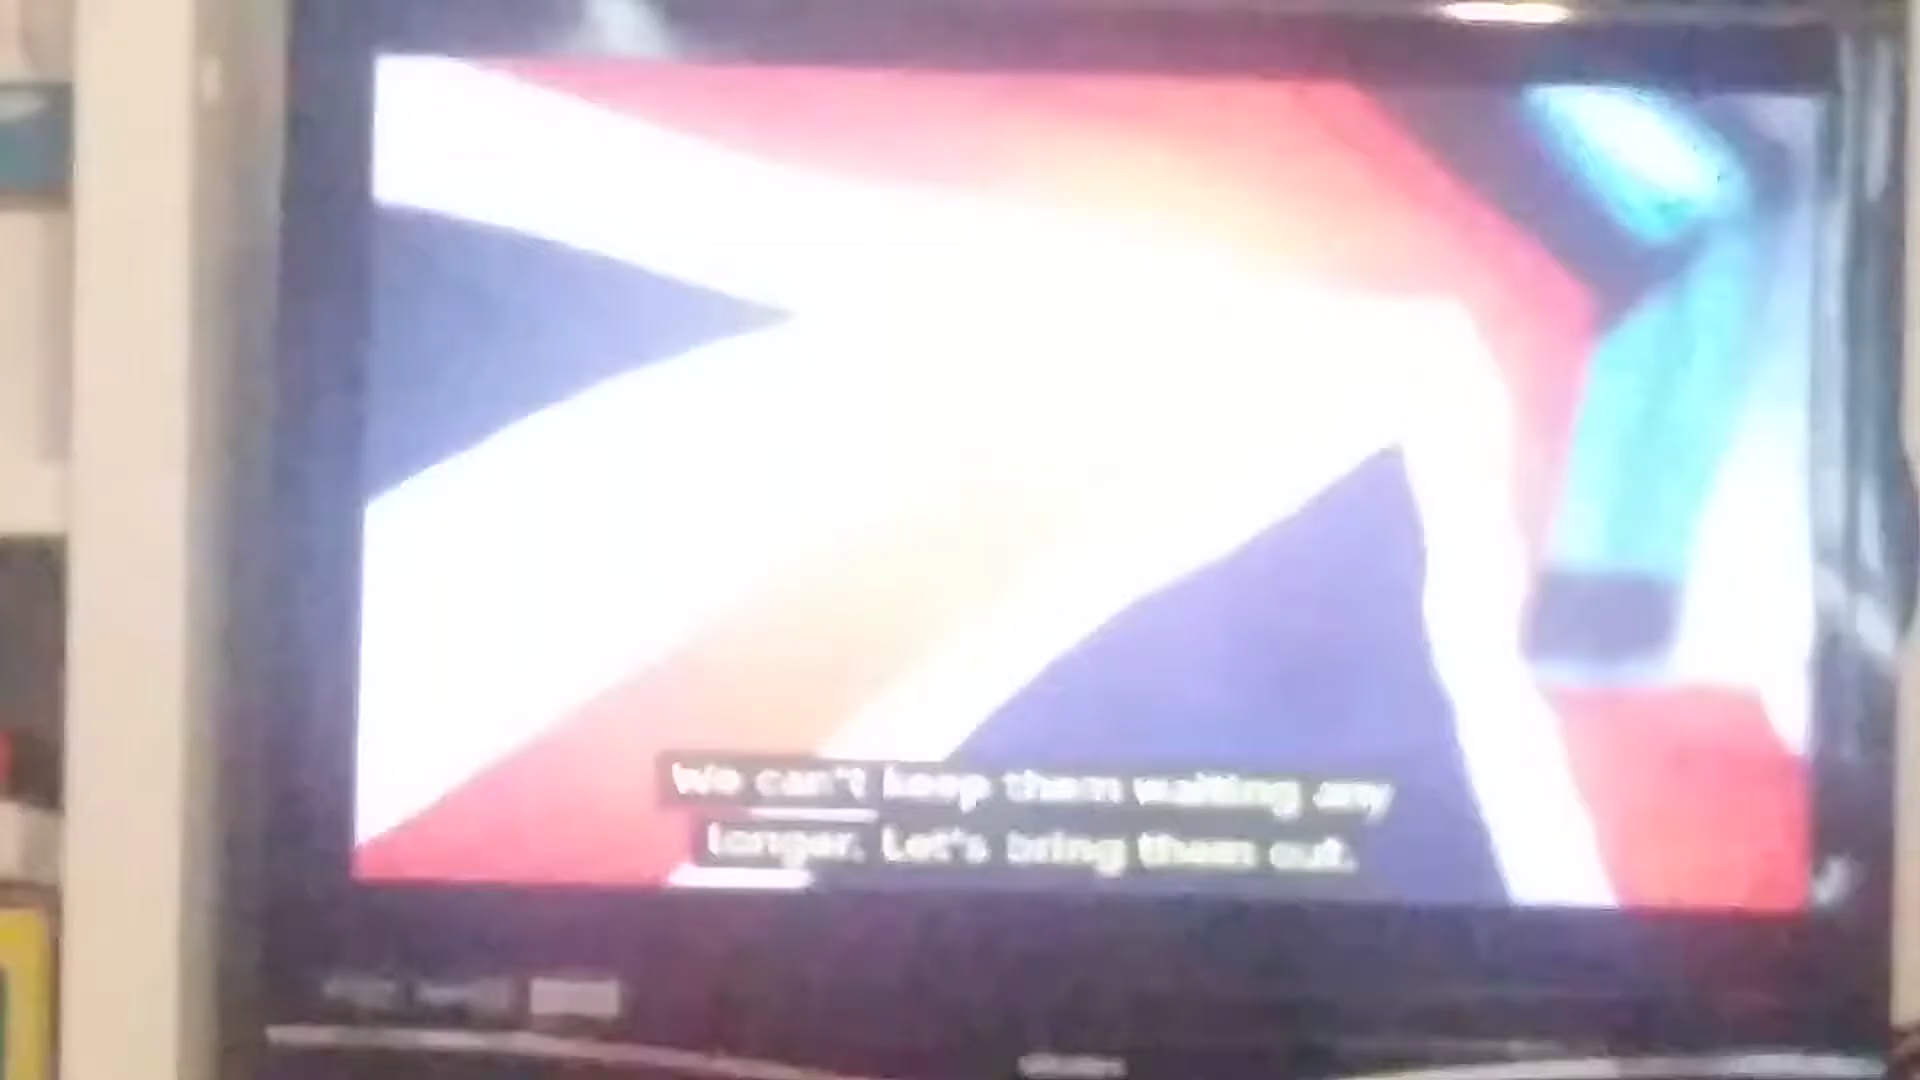 We can't keep them waiting any
longer. Let's bring them out.